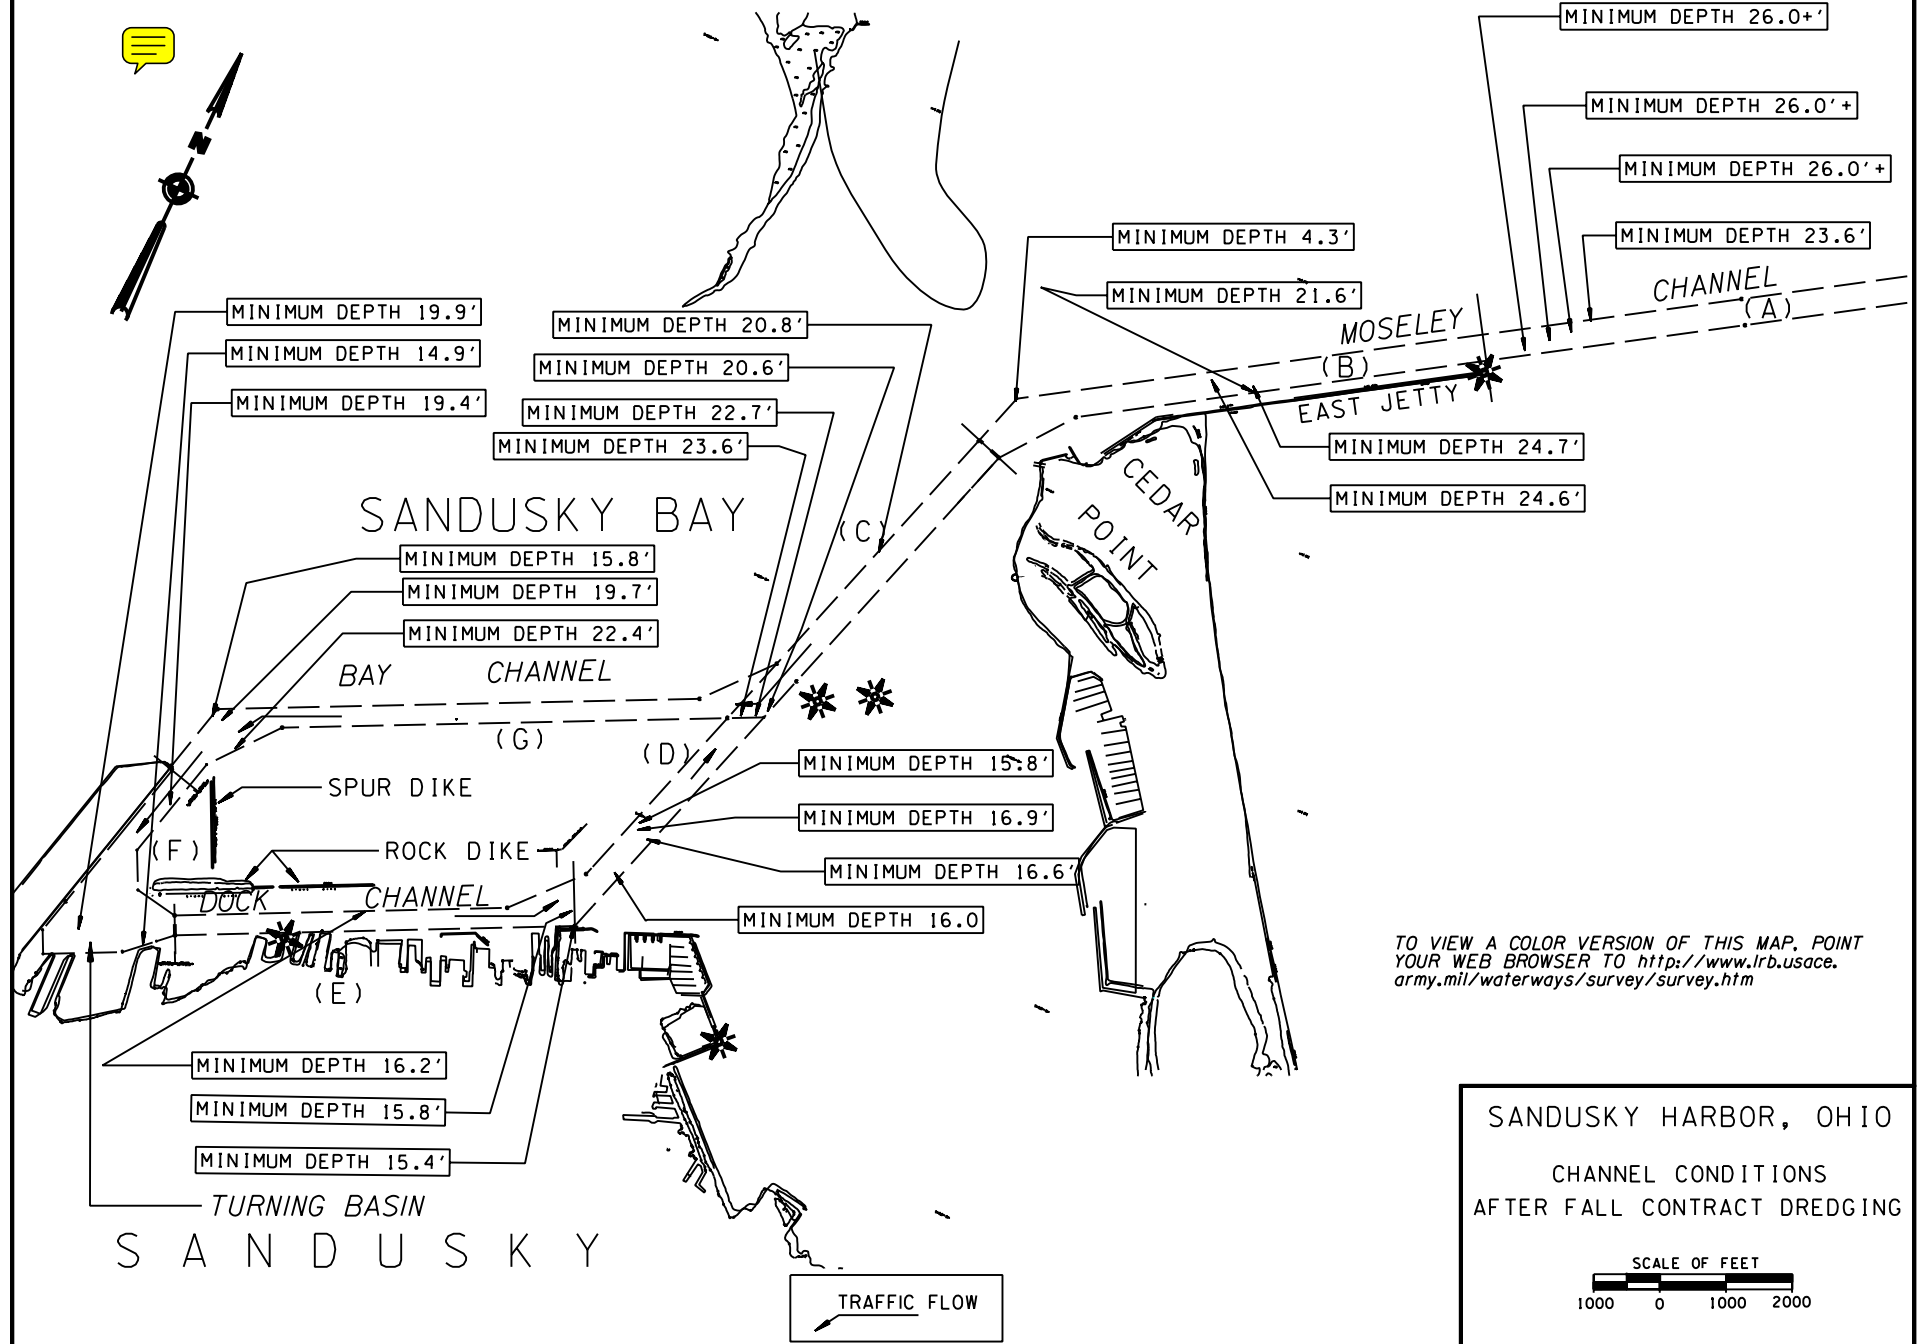 MINIMUM DEPTH 26.0+'
MINIMUM DEPTH 26.0'+
MINIMUM DEPTH 26.0'+
MINIMUM DEPTH 23.6'
MINIMUM DEPTH 4.3'
MINIMUM DEPTH 21.6'
N
MOSELEY CHANNEL
(A)
(B)
EAST JETTY
MINIMUM DEPTH 24.7'
MINIMUM DEPTH 24.6'
MINIMUM DEPTH 19.9'
MINIMUM DEPTH 14.9'
MINIMUM DEPTH 19.4'
MINIMUM DEPTH 20.8'
MINIMUM DEPTH 20.6'
MINIMUM DEPTH 22.7'
MINIMUM DEPTH 23.6'
SANDUSKY BAY
(C)
CEDAR
POINT
MINIMUM DEPTH 15.8'
MINIMUM DEPTH 19.7'
MINIMUM DEPTH 22.4'
BAY CHANNEL
(G)
(D)
SPUR DIKE
ROCK DIKE
(F)
DOCK CHANNEL
(E)
MINIMUM DEPTH 15.8'
MINIMUM DEPTH 16.9'
MINIMUM DEPTH 16.6'
MINIMUM DEPTH 16.0
MINIMUM DEPTH 16.2'
MINIMUM DEPTH 15.8'
MINIMUM DEPTH 15.4'
TURNING BASIN
SANDUSKY
TRAFFIC FLOW
TO VIEW A COLOR VERSION OF THIS MAP, POINT
YOUR WEB BROWSER TO http://www.lrb.usace.
army.mil/waterways/survey/survey.htm
SANDUSKY HARBOR, OHIO
CHANNEL CONDITIONS
AFTER FALL CONTRACT DREDGING
SCALE OF FEET
1000 0 1000 2000